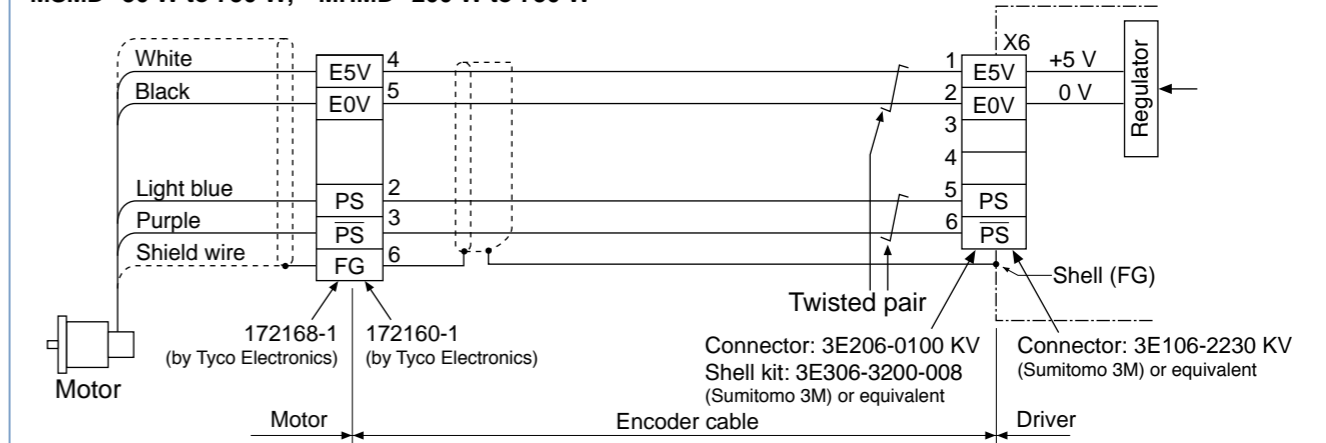 MSMD 50 W to 750 W, MHMD 200 W to 750 W
X6
White
4
1
+5 V
E5V
E5V
Black
5
2
0 V
E0V
E0V
Regulator
3
4
Light blue
2
5
PS
PS
Purple
3
6
PS
PS
Shield wire
6
FG
Shell (FG)
Twisted pair
172168-1
(by Tyco Electronics)
172160-1
(by Tyco Electronics)
Connector: 3E206-0100 KV
Shell kit: 3E306-3200-008
(Sumitomo 3M) or equivalent
Connector: 3E106-2230 KV
(Sumitomo 3M) or equivalent
Motor
Motor
Encoder cable
Driver